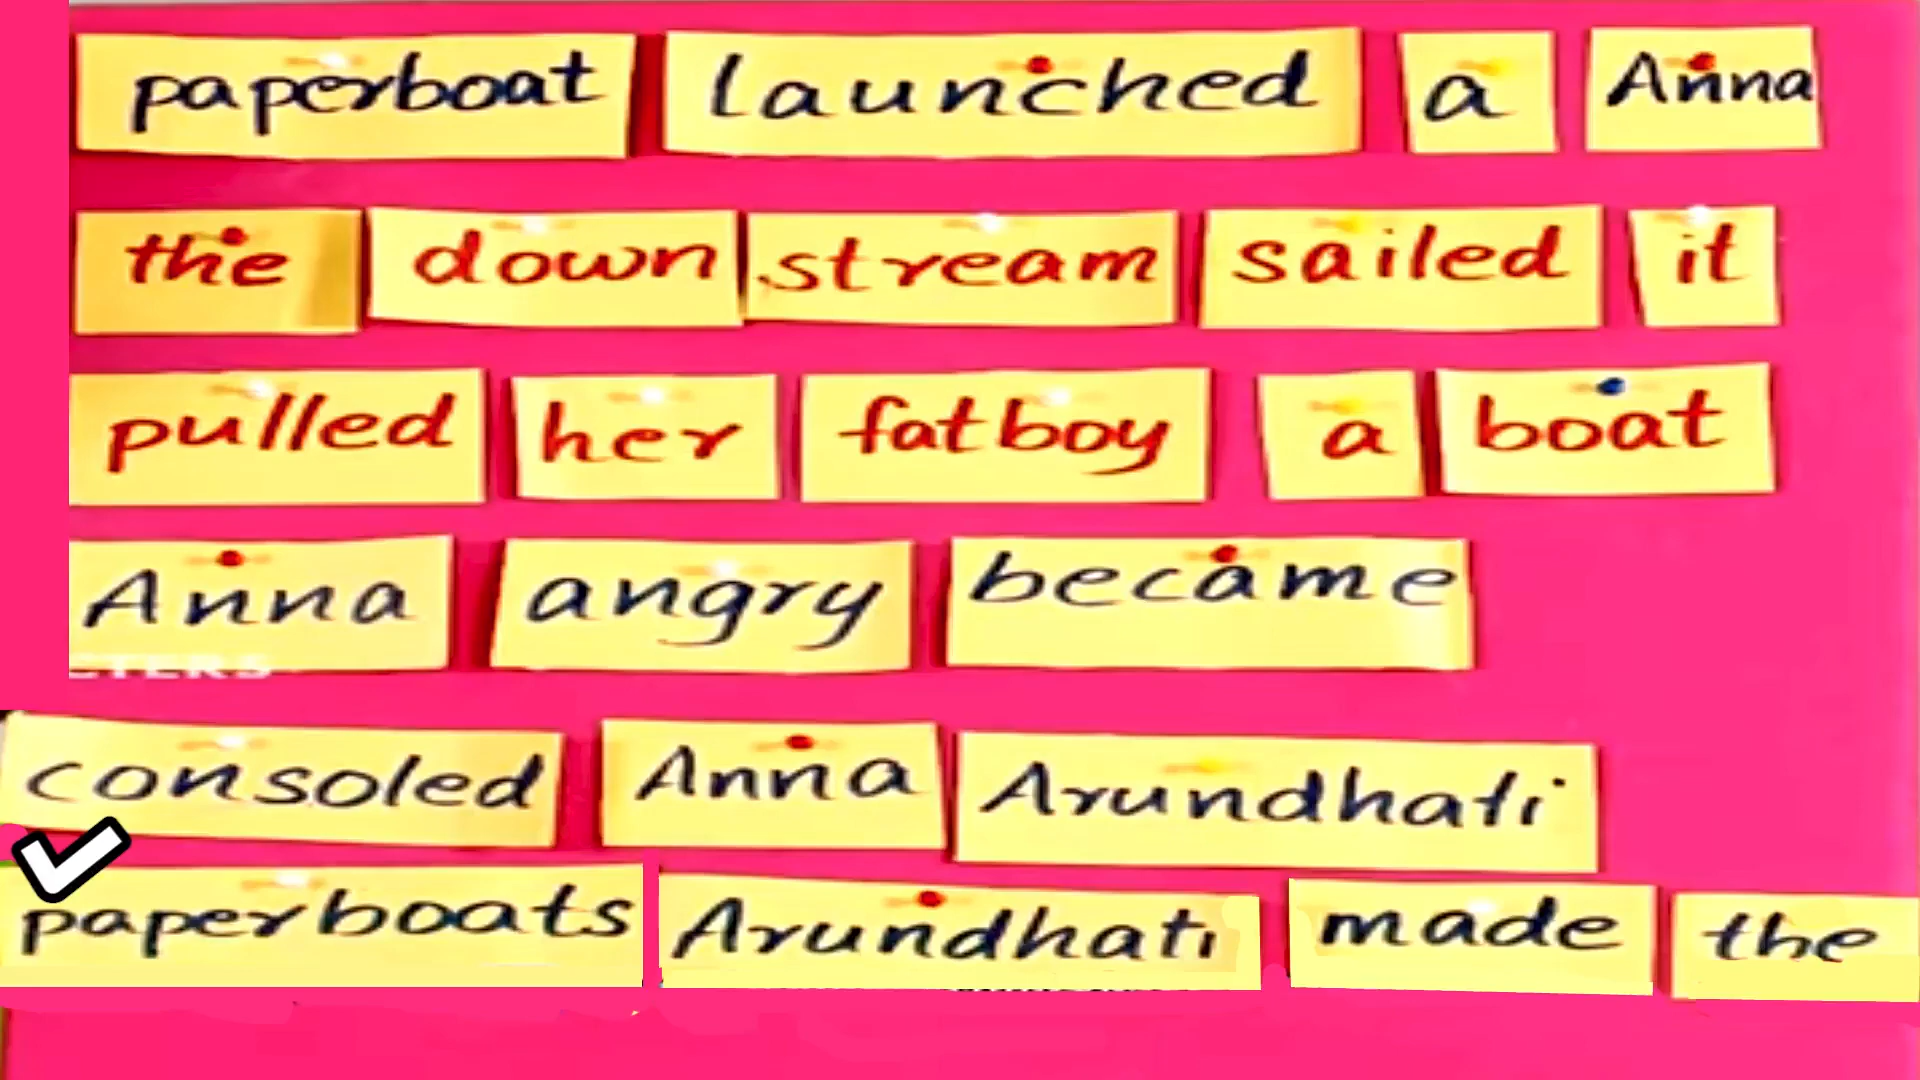 paperboat launched a Anna
the down stream sailed it
pulled her fatboy a boat
Anna angry became
CTERS
consoled Anna Arundhati
paperboats Arundhati made the